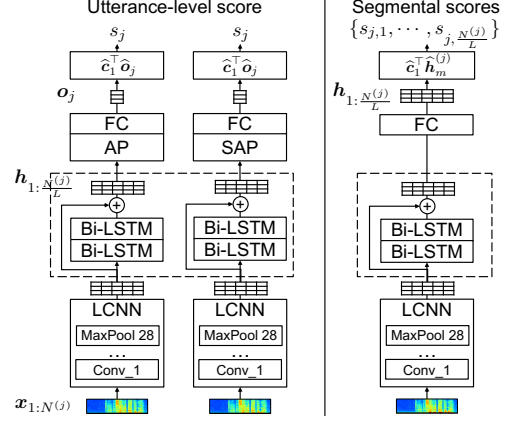 Utterance-level score
s_j
s_j
ĉ_1^⊤ ô_j
ĉ_1^⊤ ô_j
o_j
FC
AP
FC
SAP
h_{1:N^{(j)}/L}
+
+
Bi-LSTM
Bi-LSTM
Bi-LSTM
Bi-LSTM
LCNN
MaxPool 28
...
Conv_1
LCNN
MaxPool 28
...
Conv_1
x_{1:N^{(j)}}
Segmental scores
{s_{j,1}, ⋯, s_{j,N^{(j)}/L}}
ĉ_1^⊤ ĥ_m^{(j)}
h_{1:N^{(j)}/L}
FC
+
Bi-LSTM
Bi-LSTM
LCNN
MaxPool 28
...
Conv_1